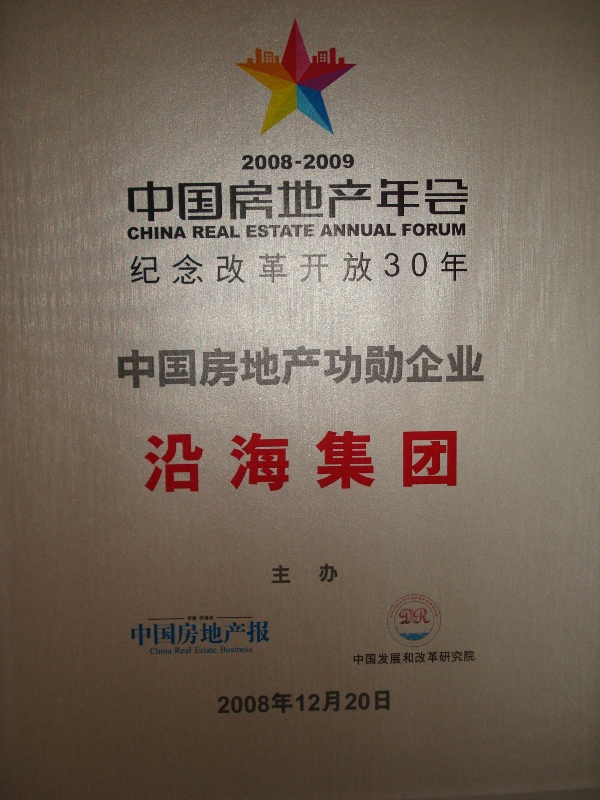 2008-2009
中国房地产年会
CHINA REAL ESTATE ANNUAL FORUM
纪念改革开放30年
中国房地产功勋企业
沿海集团
主办
中国房地产报
China Real Estate Business
DR
中国发展和改革研究院
2008年12月20日